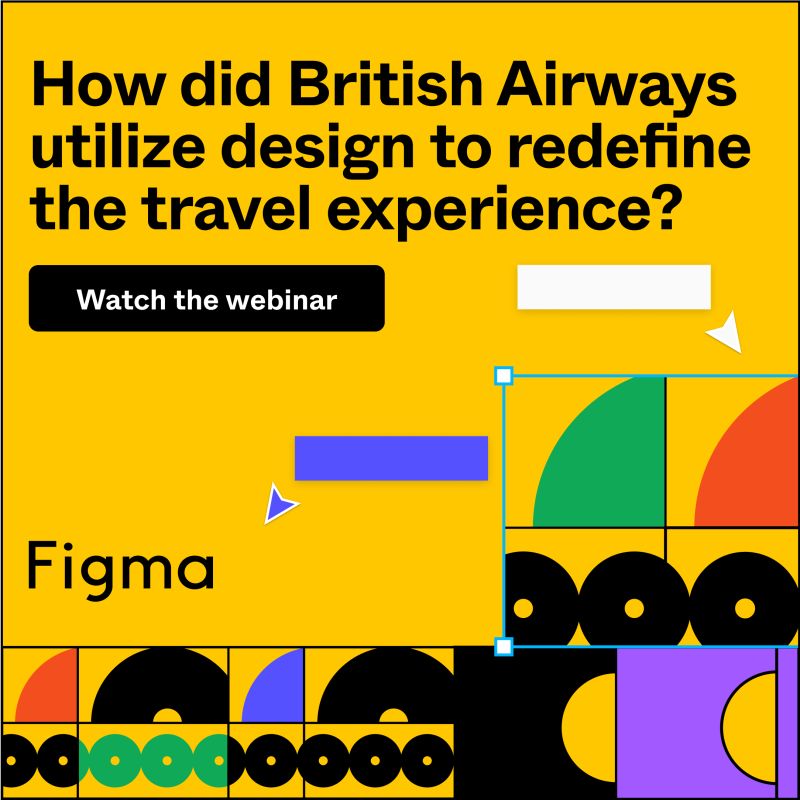 How did British Airways
utilize design to redefine
the travel experience?
Watch the webinar
Figma